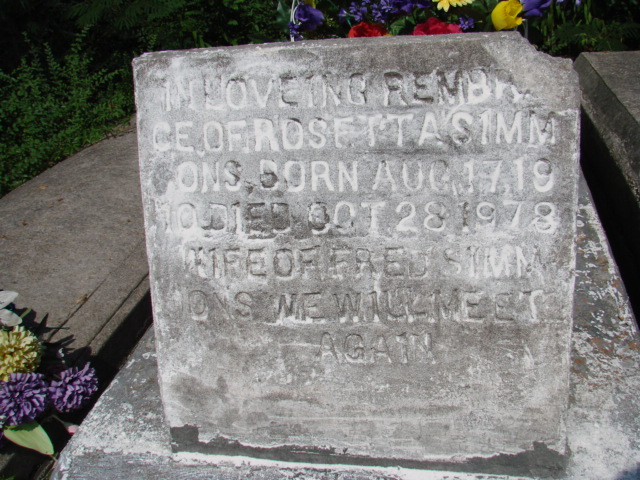 IN LOVEING REMBRA
CE. OF. ROSETTA SIMM
ONS. BORN AUG. 17. 19
10. DIED OCT 28 1978
WIFE OF FRED SIMM
ONS WE WILL MEET
AGAIN